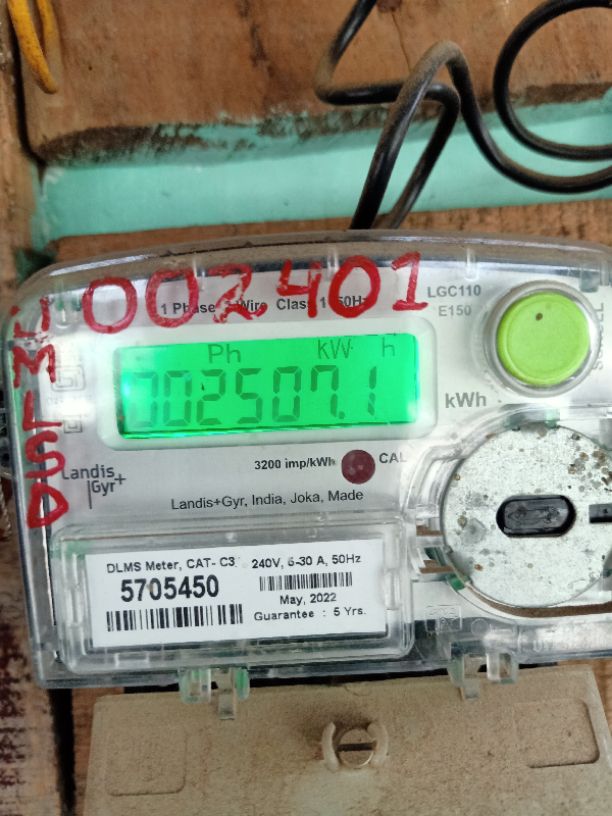 002401
1 Phase 2 Wire Class 1 50Hz
LGC110
E150
Ph kW h
002507.1
kWh
3200 imp/kWh CAL
Landis
Gyr+
Landis+Gyr, India, Joka, Made
DLMS Meter, CAT- C3 240V, 5-30 A, 50Hz
5705450
May, 2022
Guarantee : 5 Yrs.